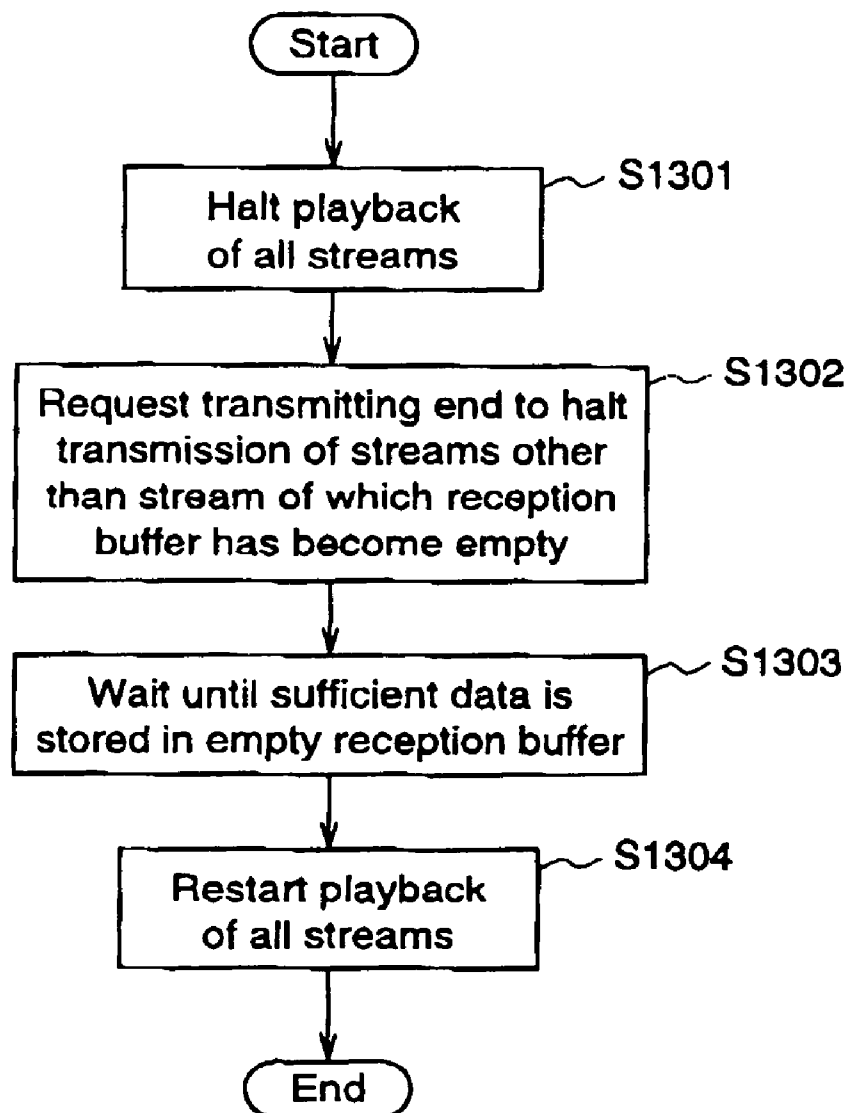 Start
S1301
Halt playback
of all streams
S1302
Request transmitting end to halt
transmission of streams other
than stream of which reception
buffer has become empty
S1303
Wait until sufficient data is
stored in empty reception buffer
S1304
Restart playback
of all streams
End